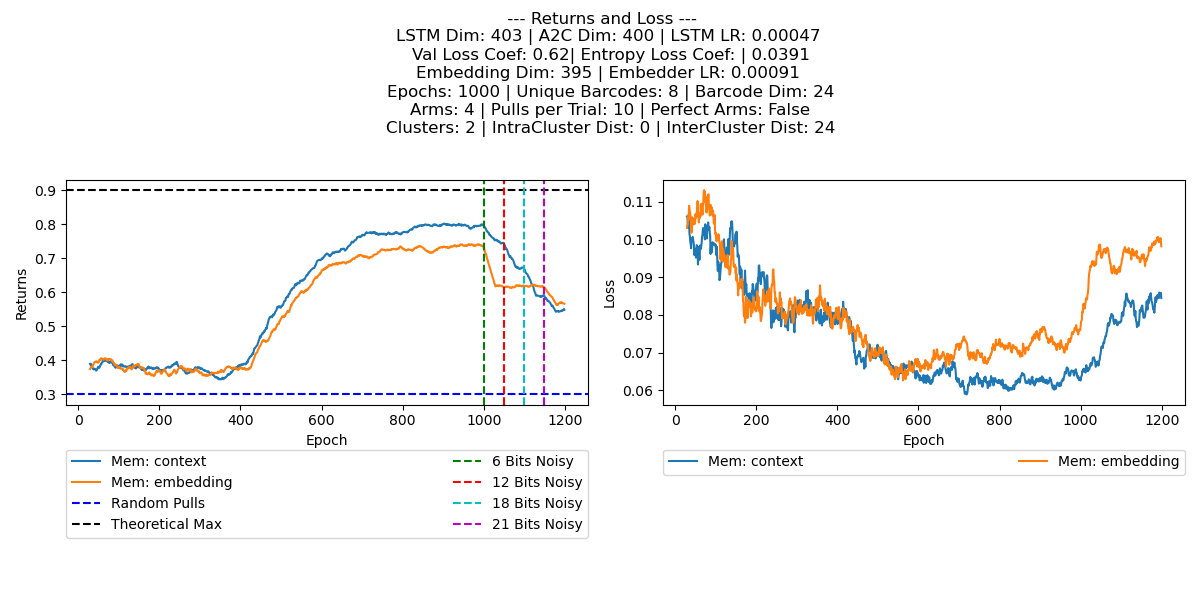 --- Returns and Loss ---
LSTM Dim: 403 | A2C Dim: 400 | LSTM LR: 0.00047
Val Loss Coef: 0.62| Entropy Loss Coef: | 0.0391
Embedding Dim: 395 | Embedder LR: 0.00091
Epochs: 1000 | Unique Barcodes: 8 | Barcode Dim: 24
Arms: 4 | Pulls per Trial: 10 | Perfect Arms: False
Clusters: 2 | IntraCluster Dist: 0 | InterCluster Dist: 24
Returns
0.9
0.8
0.7
0.6
0.5
0.4
0.3
0 200 400 600 800 1000 1200
Epoch
Mem: context
Mem: embedding
Random Pulls
Theoretical Max
6 Bits Noisy
12 Bits Noisy
18 Bits Noisy
21 Bits Noisy
Loss
0.11
0.10
0.09
0.08
0.07
0.06
0 200 400 600 800 1000 1200
Epoch
Mem: context
Mem: embedding